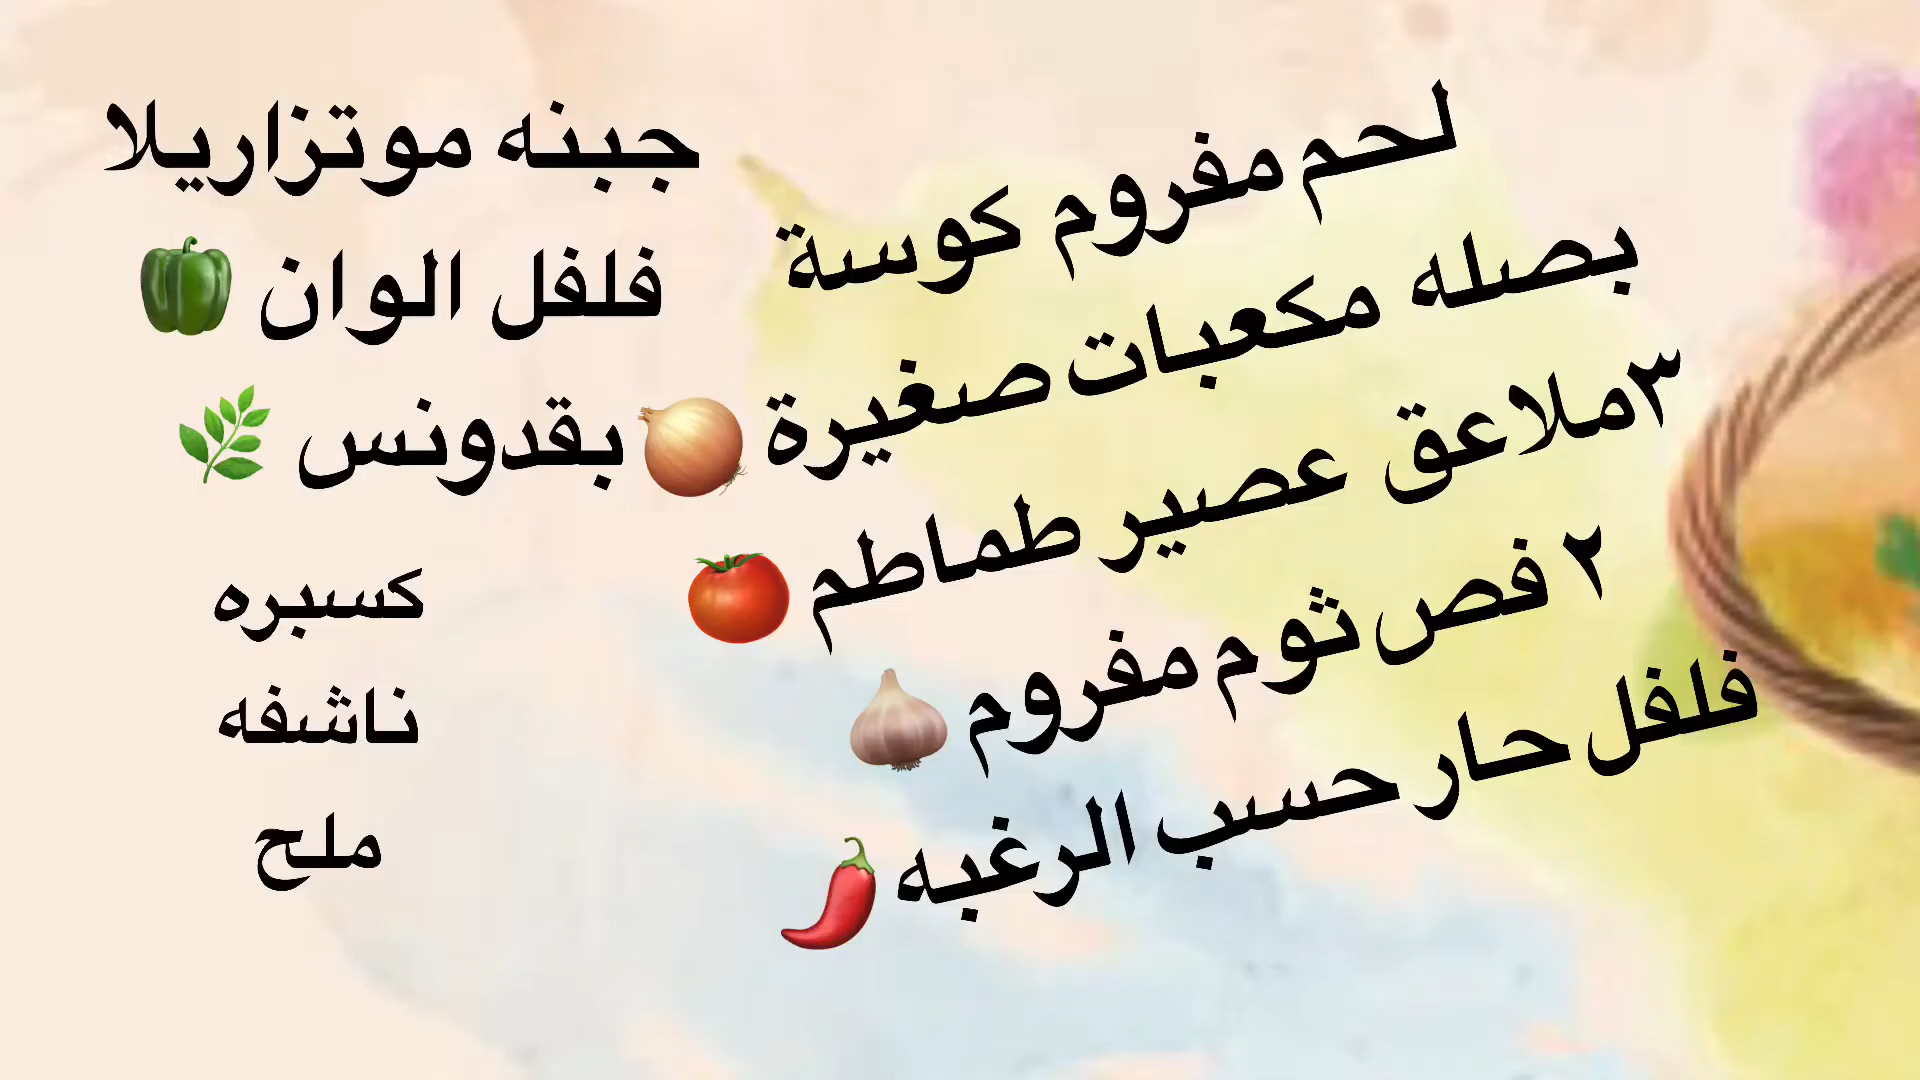 لحم مفروم كوسة
بصله مكعبات صغيرة 🧅
٣ملاعق عصير طماطم 🍅
٢ فص ثوم مفروم 🧄
فلفل حار حسب الرغبه 🌶️
جبنه موتزاريلا
فلفل الوان 🫑
بقدونس 🌿
كسبره
ناشفه
ملح